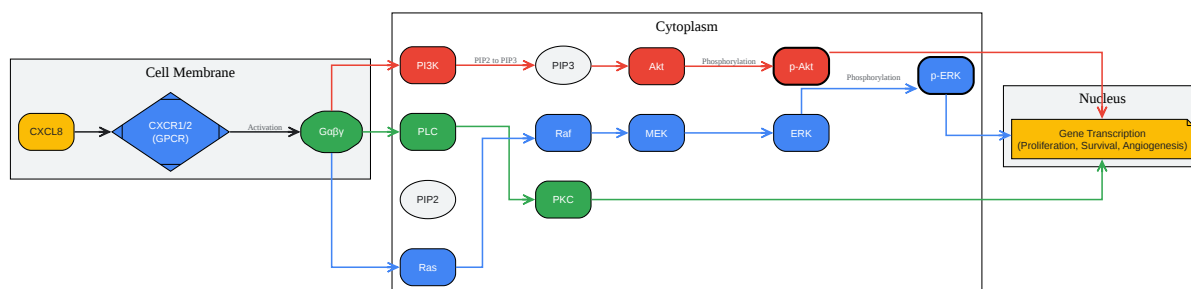 Cytoplasm
Cell Membrane
Nucleus
CXCL8
CXCR1/2
(GPCR)
Activation
Gαβγ
PI3K
PIP2 to PIP3
PIP3
Akt
Phosphorylation
p-Akt
Phosphorylation
p-ERK
PLC
Raf
MEK
ERK
Gene Transcription
(Proliferation, Survival, Angiogenesis)
PIP2
PKC
Ras